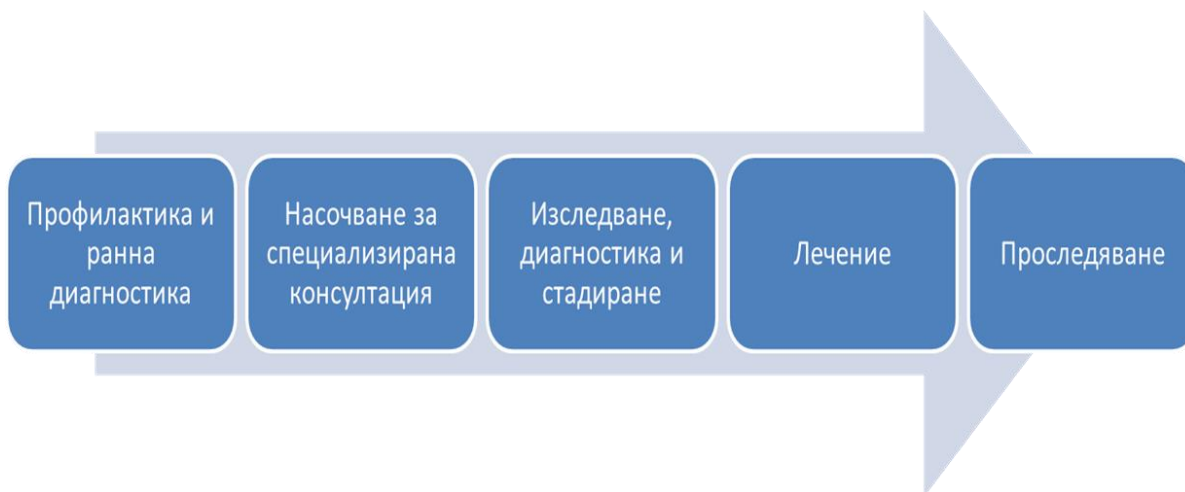 Профилактика и
ранна
диагностика
Насочване за
специализирана
консултация
Изследване,
диагностика и
стадиране
Лечение
Проследяване